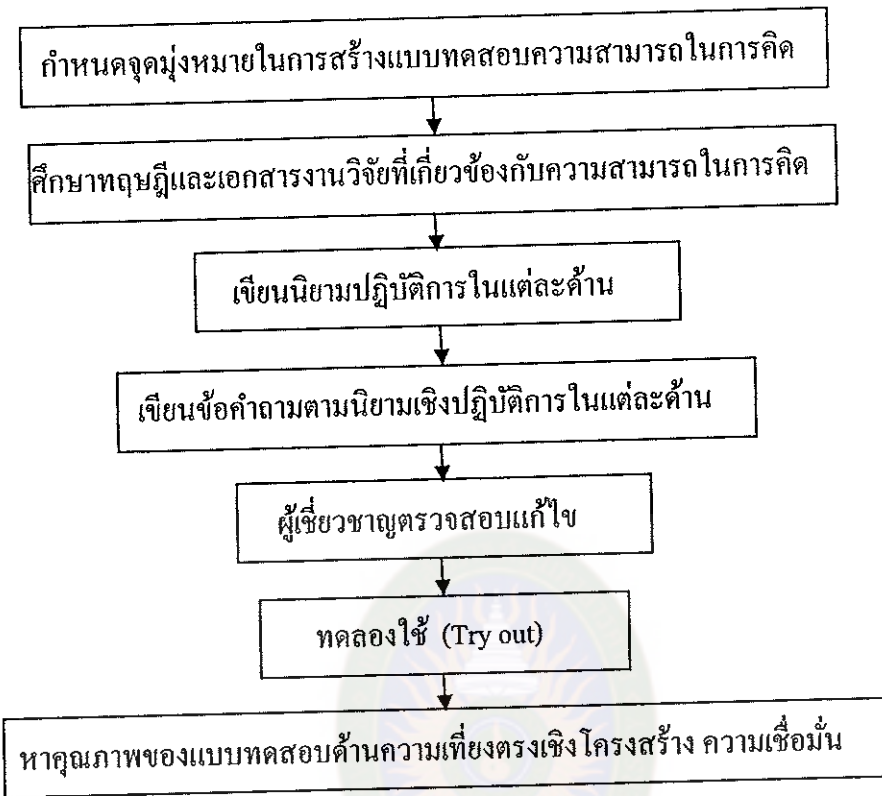 กำหนดจุดมุ่งหมายในการสร้างแบบทดสอบความสามารถในการคิด
ศึกษาทฤษฎีและเอกสารงานวิจัยที่เกี่ยวข้องกับความสามารถในการคิด
เขียนนิยามปฏิบัติการในแต่ละด้าน
เขียนข้อคำถามตามนิยามเชิงปฏิบัติการในแต่ละด้าน
ผู้เชี่ยวชาญตรวจสอบแก้ไข
ทดลองใช้ (Try out)
หาคุณภาพของแบบทดสอบด้านความเที่ยงตรงเชิงโครงสร้าง ความเชื่อมั่น